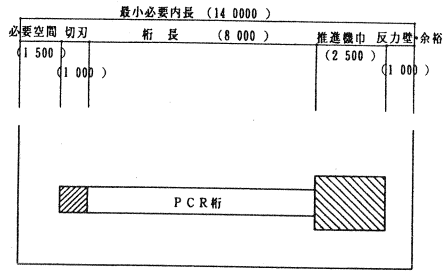 最小必要内長 (14 0000)
必要空間 切刃 桁長 (8 000) 推進機巾 反力壁・余裕
(1 500) (2 500)
(1 000) (1 000)
PCR桁